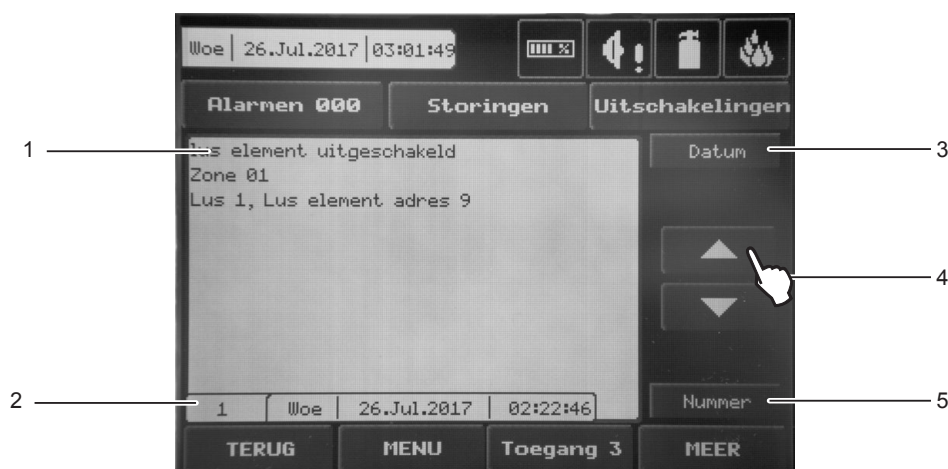 Woe | 26.Jul.2017 | 03:01:49 %
Alarmen 000 Storingen Uitschakelingen
1 lus element uitgeschakeld Datum 3
Zone 01
Lus 1, Lus element adres 9
4
2 1 Woe | 26.Jul.2017 | 02:22:46 Nummer 5
TERUG MENU Toegang 3 MEER